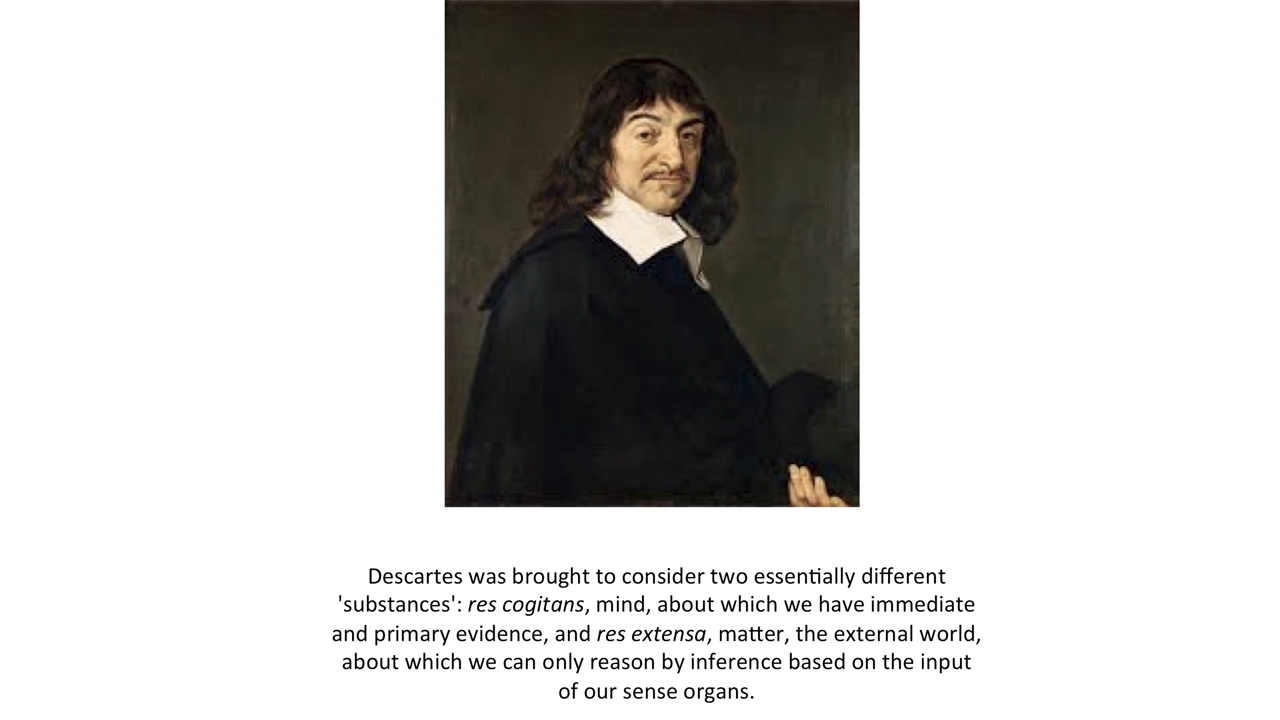 Descartes was brought to consider two essentially different
'substances': res cogitans, mind, about which we have immediate
and primary evidence, and res extensa, matter, the external world,
about which we can only reason by inference based on the input
of our sense organs.